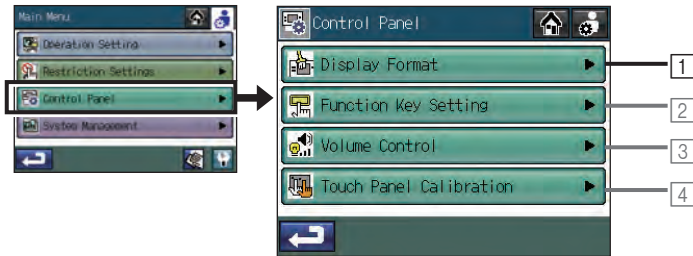 Main Menu
Operation Setting
Restriction Settings
Control Panel
System Management
Control Panel
Display Format
1
Function Key Setting
2
Volume Control
3
Touch Panel Calibration
4